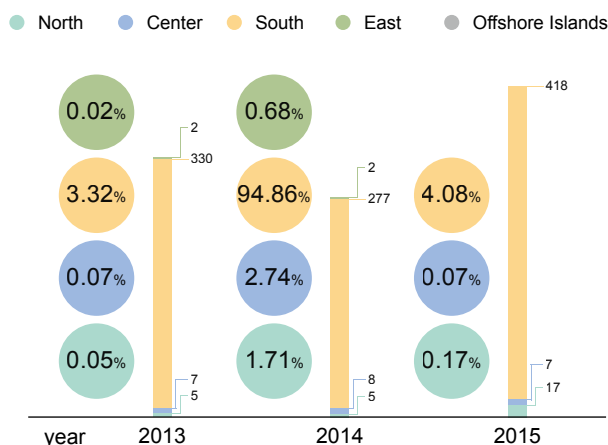 North Center South East Offshore Islands
418
0.02% 0.68%
2
330
3.32% 94.86% 4.08%
2
277
0.07% 2.74% 0.07%
0.05% 1.71% 0.17%
7 8 7
5 5 17
year 2013 2014 2015